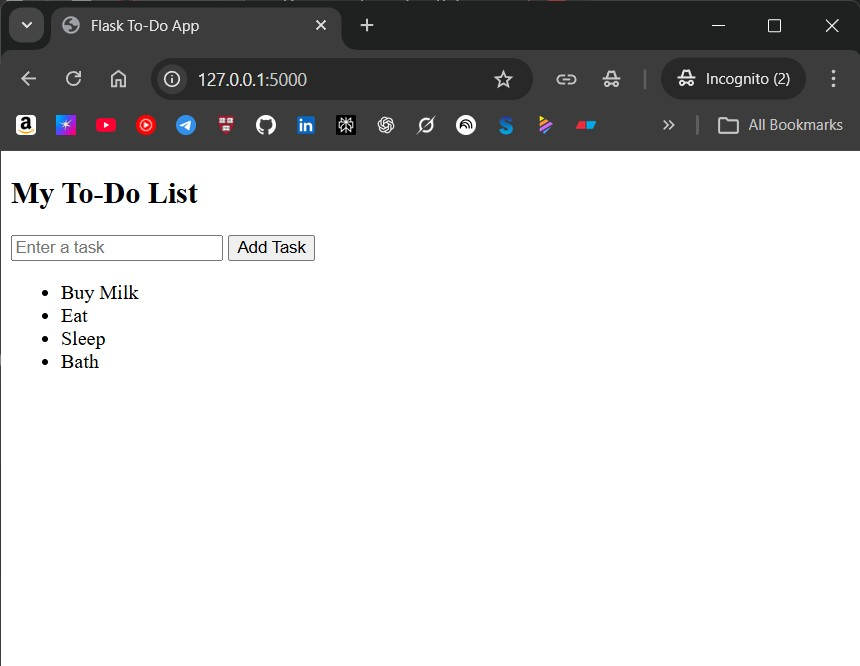 Flask To-Do App
127.0.0.1:5000
Incognito (2)
All Bookmarks
My To-Do List
Enter a task
Add Task
Buy Milk
Eat
Sleep
Bath